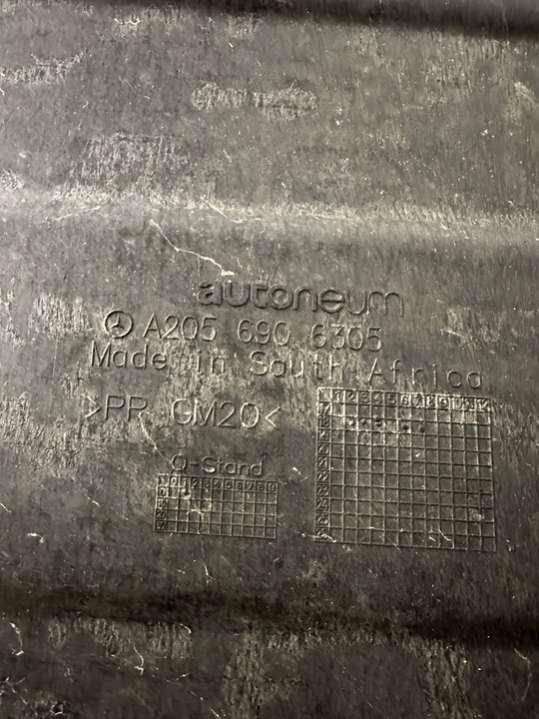 autoneum
A205 690 6305
Made in South Africa
>PP GM20<
Q-Stand